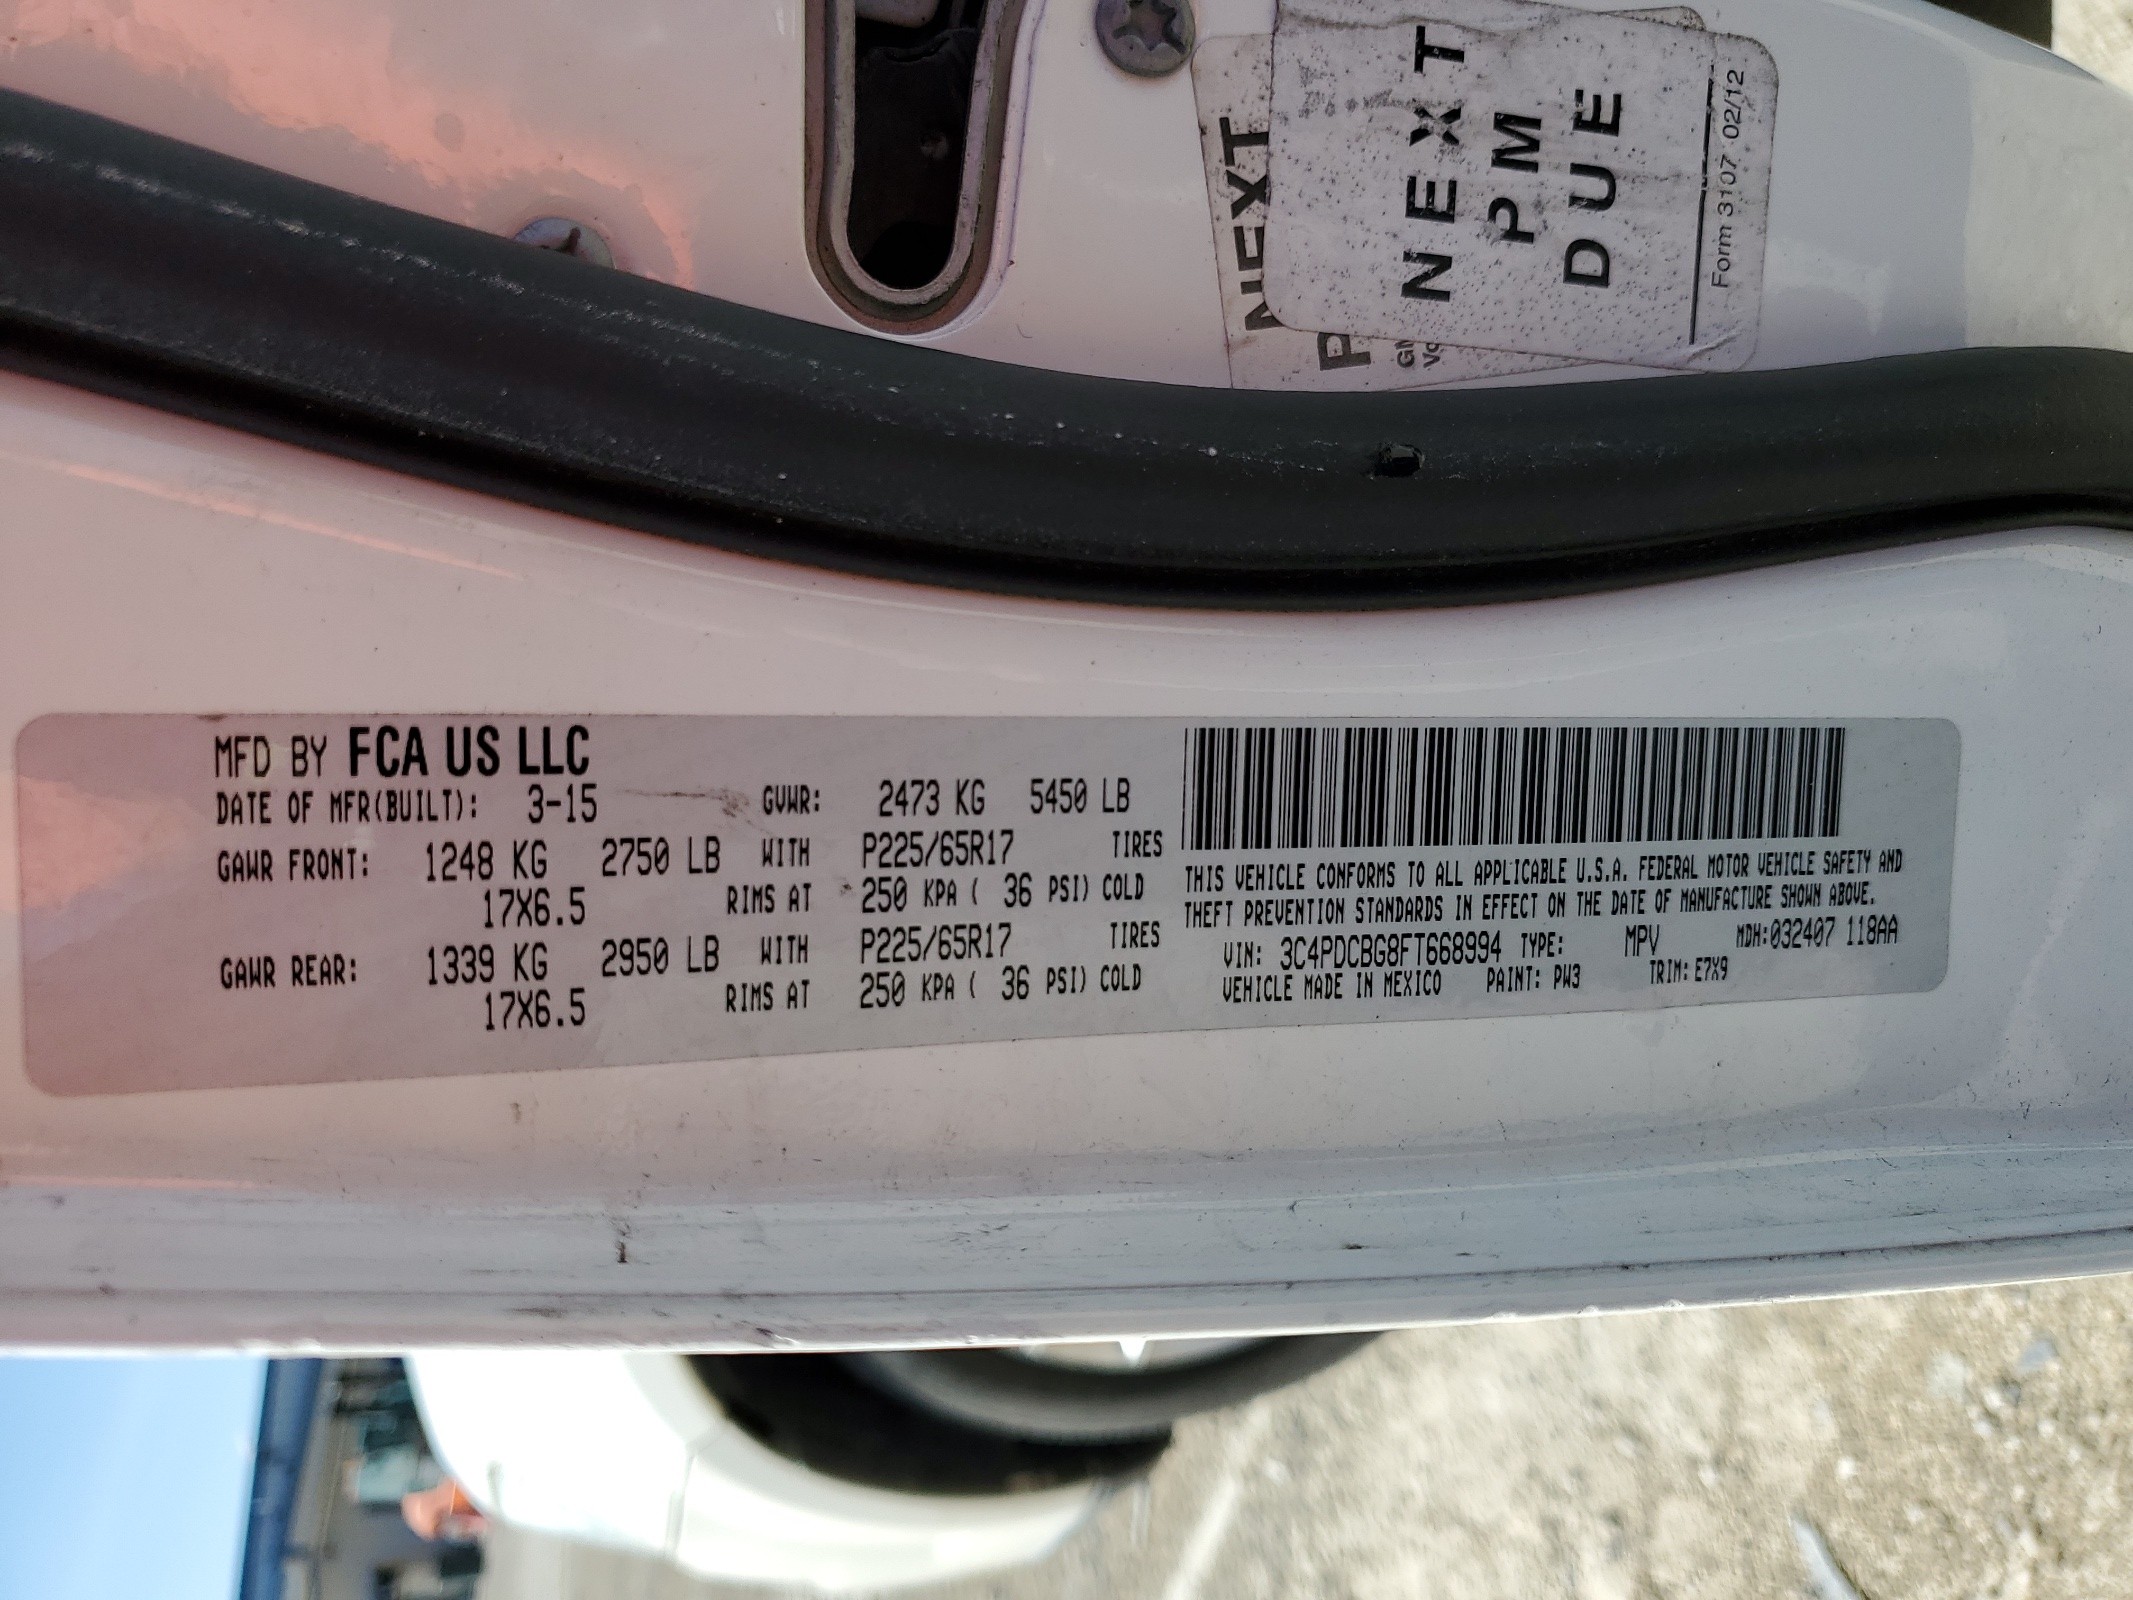 NEXT
P
GM
NEXT
PM
DUE
Form 3107 02/12
MFD BY FCA US LLC
DATE OF MFR(BUILT): 3-15 GVWR: 2473 KG 5450 LB
GAWR FRONT: 1248 KG 2750 LB WITH P225/65R17 TIRES
17X6.5 RIMS AT 250 KPA ( 36 PSI) COLD
GAWR REAR: 1339 KG 2950 LB WITH P225/65R17 TIRES
17X6.5 RIMS AT 250 KPA ( 36 PSI) COLD
THIS VEHICLE CONFORMS TO ALL APPLICABLE U.S.A. FEDERAL MOTOR VEHICLE SAFETY AND
THEFT PREVENTION STANDARDS IN EFFECT ON THE DATE OF MANUFACTURE SHOWN ABOVE.
VIN: 3C4PDCBG8FT668994 TYPE: MPV MDH:032407 118AA
VEHICLE MADE IN MEXICO PAINT: PW3 TRIM: E7X9